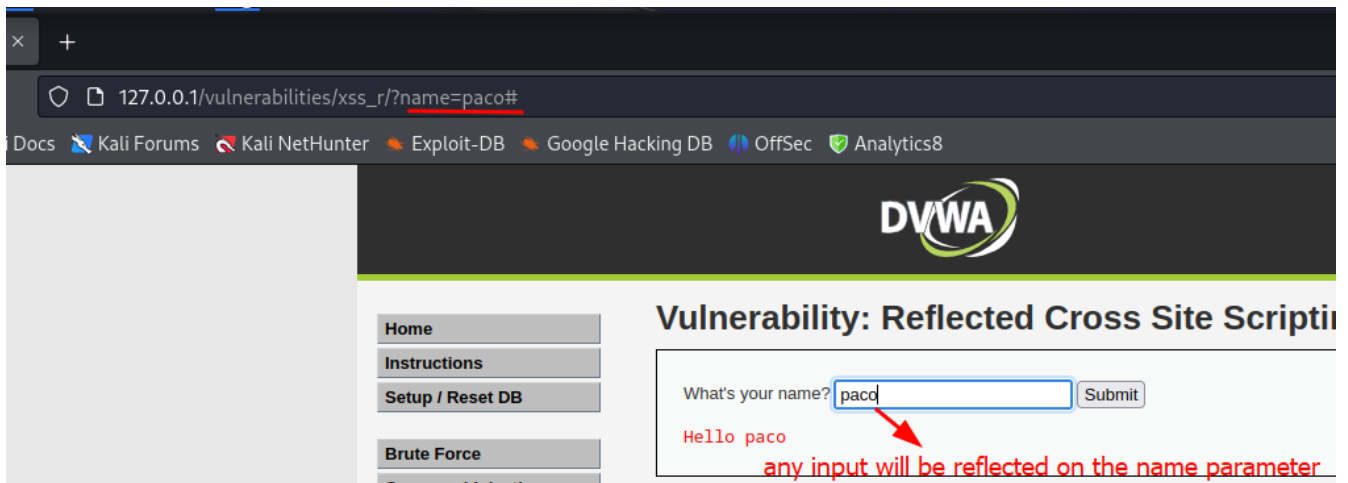 × +
127.0.0.1/vulnerabilities/xss_r/?name=paco#
Docs Kali Forums Kali NetHunter Exploit-DB Google Hacking DB OffSec Analytics8
DVWA
Vulnerability: Reflected Cross Site Scripti
Home
Instructions
Setup / Reset DB
What's your name? paco Submit
Hello paco
any input will be reflected on the name parameter
Brute Force